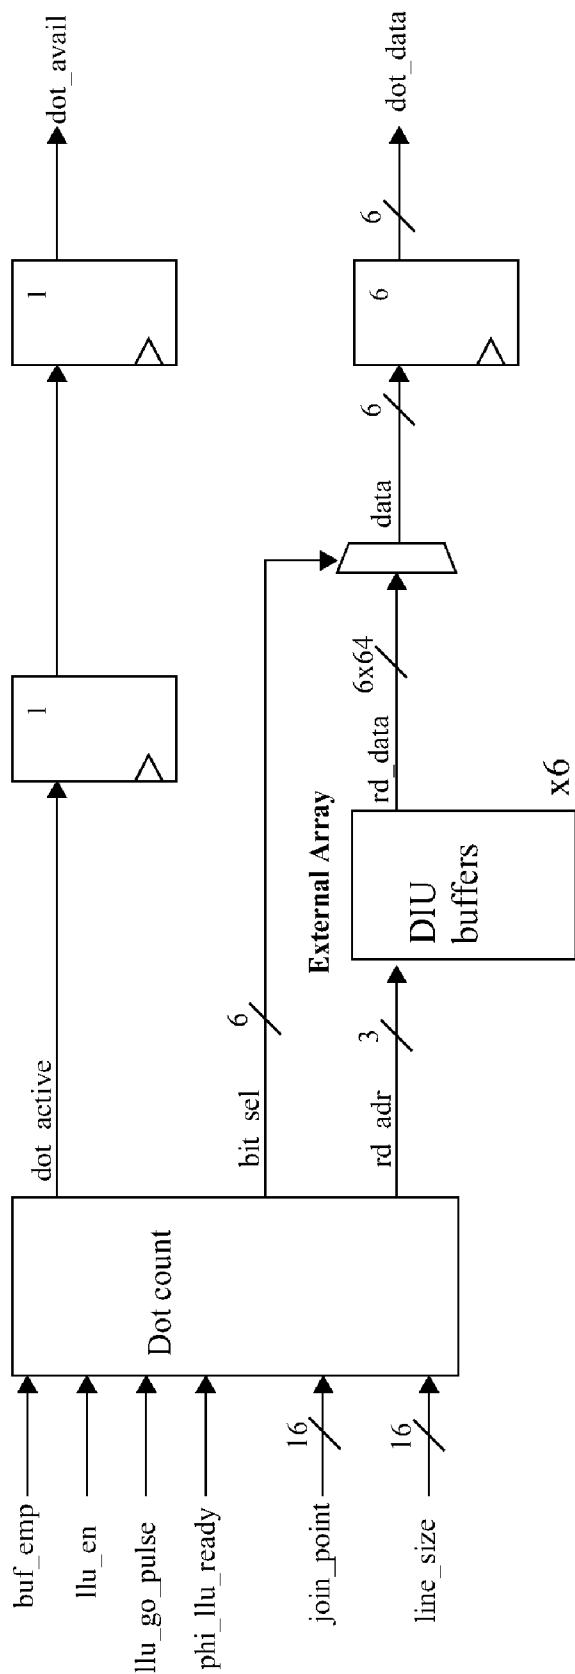 buf_emp
llu_en
llu_go_pulse
phi_llu_ready
join_point
16
line_size
16
Dot count
dot_active
bit_sel
6
rd_adr
3
External Array
DIU
buffers
x6
rd_data
6x64
data
6
1
1
6
6
dot_avail
dot_data